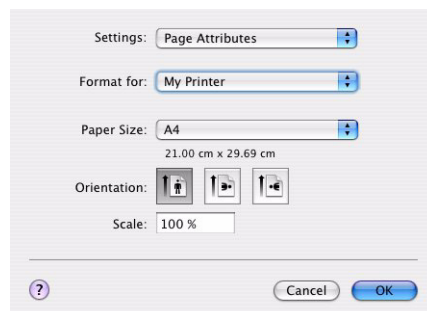 Settings: Page Attributes
Format for: My Printer
Paper Size: A4
21.00 cm x 29.69 cm
Orientation:
Scale: 100 %
? Cancel OK